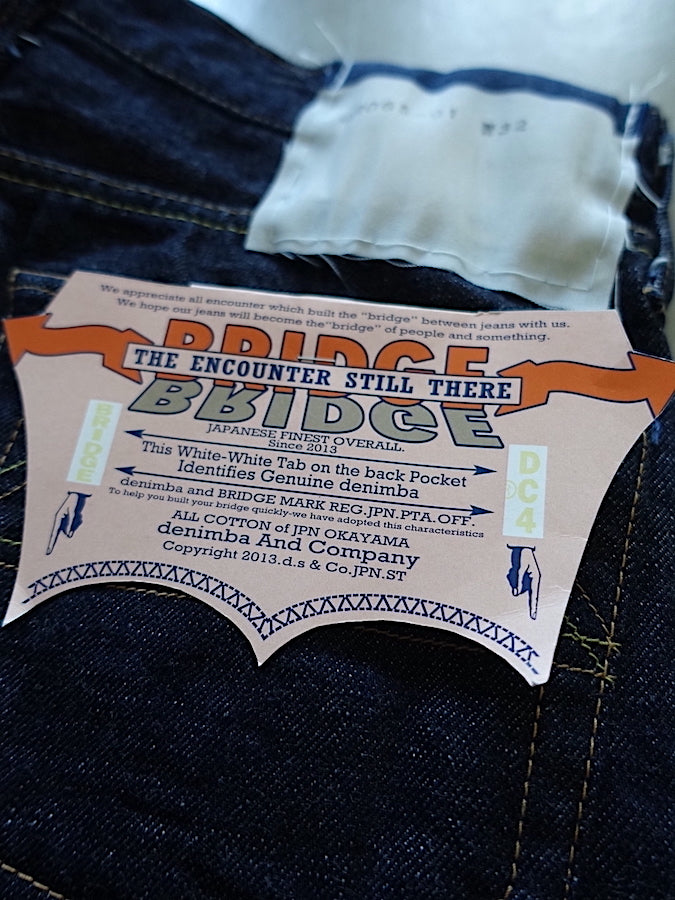 W32
We appreciate all encounter which built the "bridge" between jeans with us.
We hope our jeans will become the "bridge" of people and something.
BRIDGE
THE ENCOUNTER STILL THERE
BRIDGE
JAPANESE FINEST OVERALL.
Since 2013
This White-White Tab on the back Pocket
Identifies Genuine denimba
denimba and BRIDGE MARK REG.JPN.PTA.OFF.
To help you built your bridge quickly-we have adopted this characteristics
ALL COTTON of JPN OKAYAMA
denimba And Company
Copyright 2013.d.s & Co.JPN.ST
BRIDGE
DC4
®